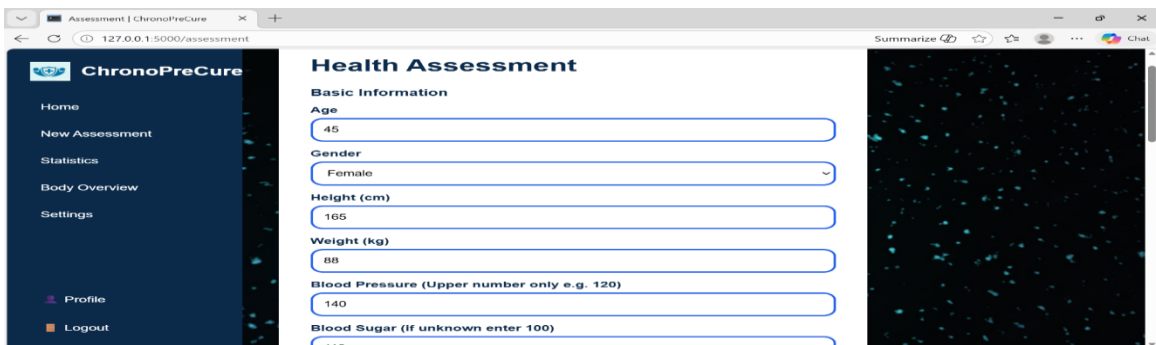 Assessment | ChronoPreCure
127.0.0.1:5000/assessment
Summarize
Chat
ChronoPreCure
Home
New Assessment
Statistics
Body Overview
Settings
Profile
Logout
Health Assessment
Basic Information
Age
45
Gender
Female
Height (cm)
165
Weight (kg)
88
Blood Pressure (Upper number only e.g. 120)
140
Blood Sugar (if unknown enter 100)